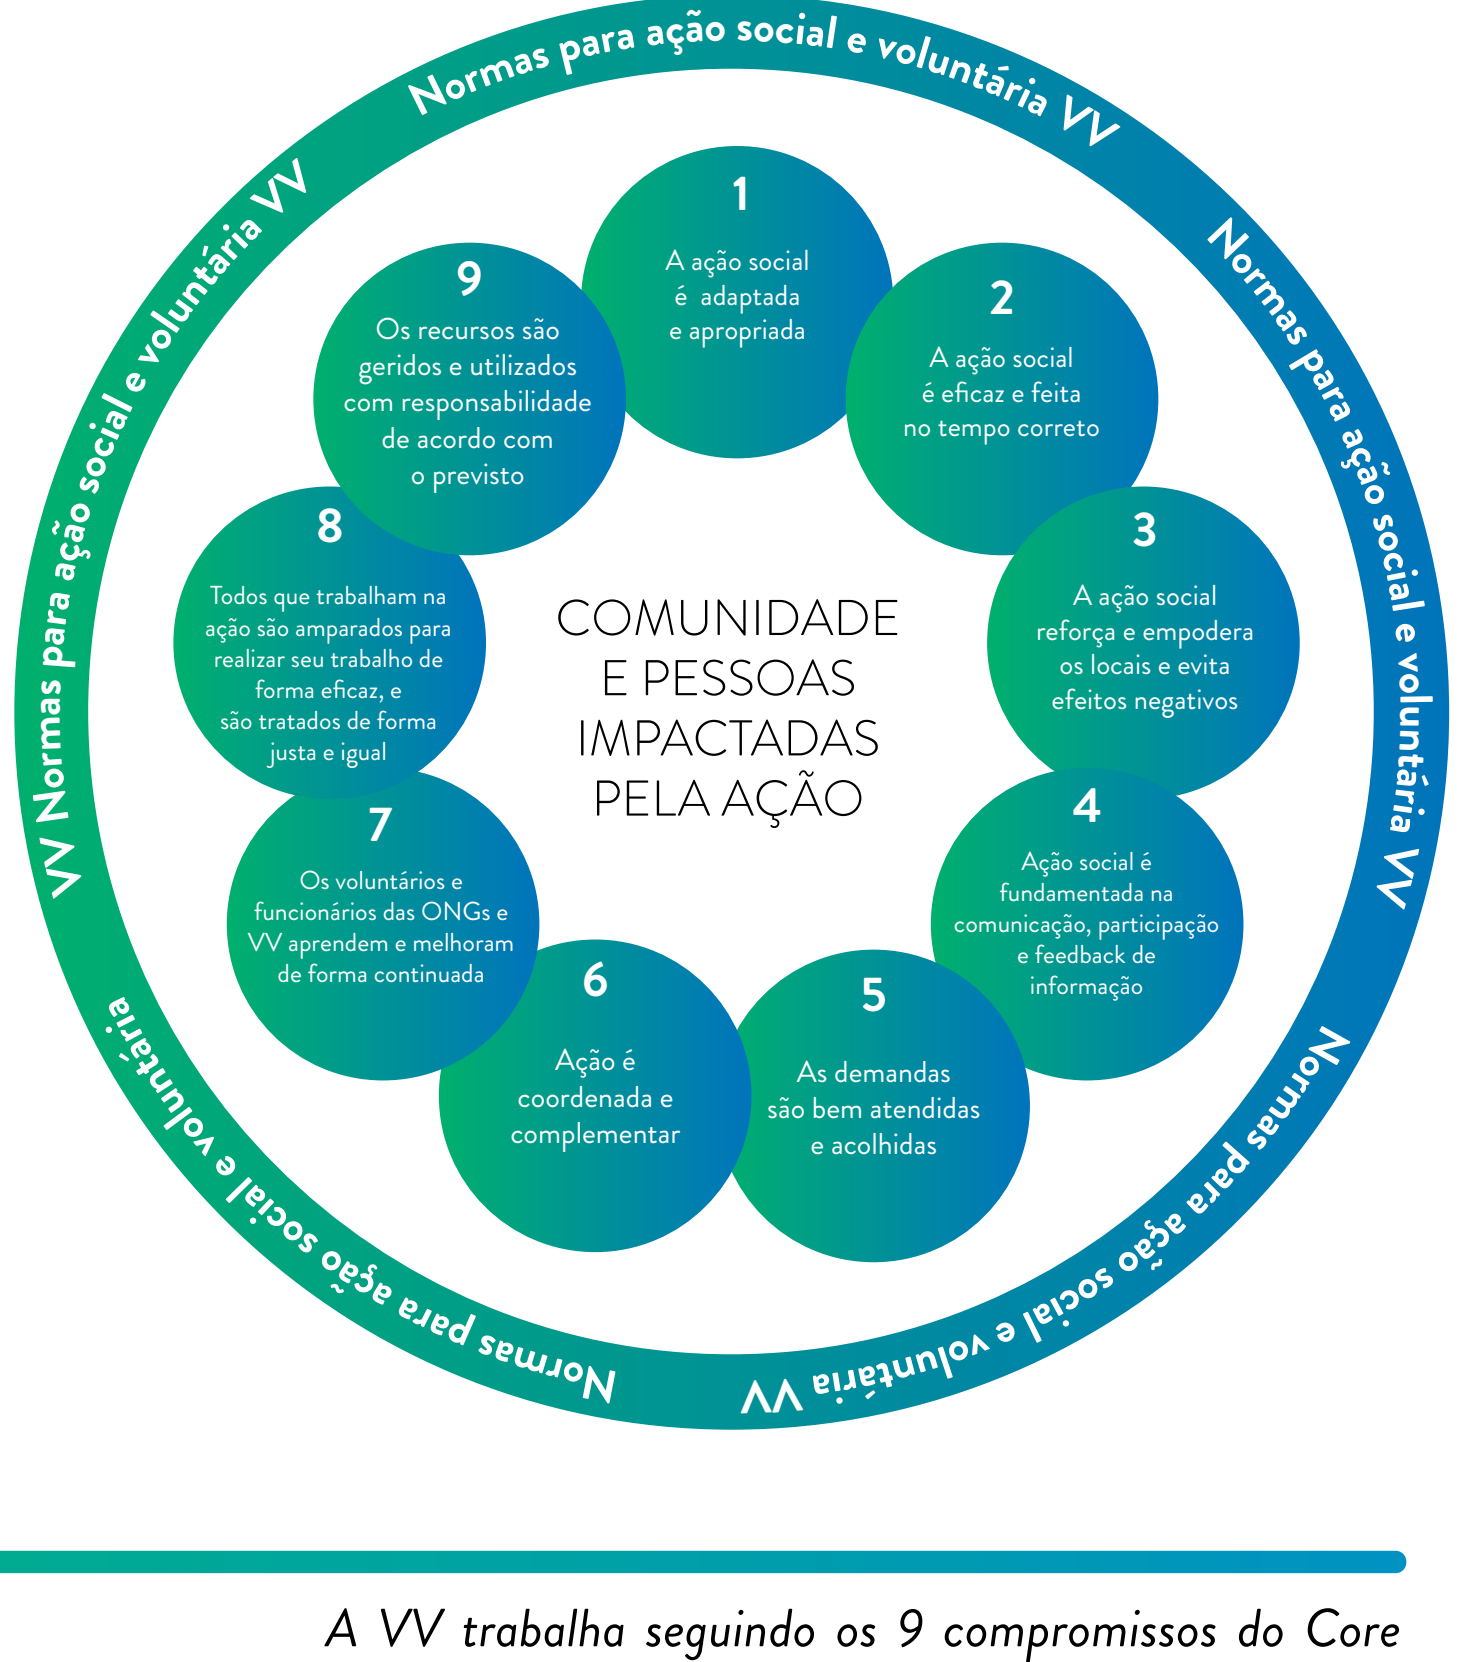 Normas para ação social e voluntária VV
Normas para ação social e voluntária VV
Normas para ação social e voluntária VV
Normas para ação social e voluntária
VV Normas para ação social e voluntária VV
1
A ação social
é adaptada
e apropriada
2
A ação social
é eficaz e feita
no tempo correto
3
A ação social
reforça e empodera
os locais e evita
efeitos negativos
4
Ação social é
fundamentada na
comunicação, participação
e feedback de
informação
5
As demandas
são bem atendidas
e acolhidas
6
Ação é
coordenada e
complementar
7
Os voluntários e
funcionários das ONGs e
VV aprendem e melhoram
de forma continuada
8
Todos que trabalham na
ação são amparados para
realizar seu trabalho de
forma eficaz, e
são tratados de forma
justa e igual
9
Os recursos são
geridos e utilizados
com responsabilidade
de acordo com
o previsto
COMUNIDADE
E PESSOAS
IMPACTADAS
PELA AÇÃO
A VV trabalha seguindo os 9 compromissos do Core